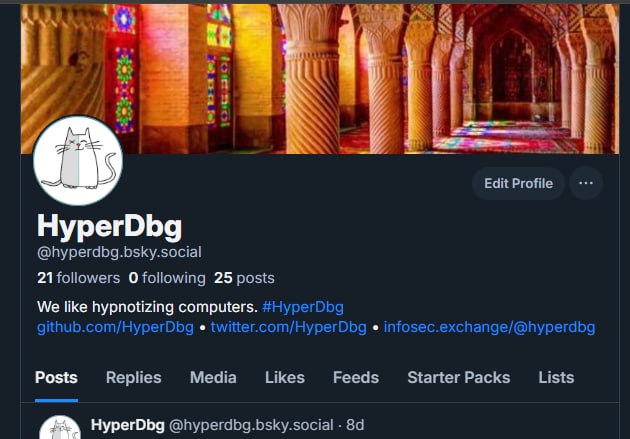 Edit Profile
...
HyperDbg
@hyperdbg.bsky.social
21 followers 0 following 25 posts
We like hypnotizing computers. #HyperDbg
github.com/HyperDbg • twitter.com/HyperDbg • infosec.exchange/@hyperdbg
Posts Replies Media Likes Feeds Starter Packs Lists
HyperDbg @hyperdbg.bsky.social · 8d